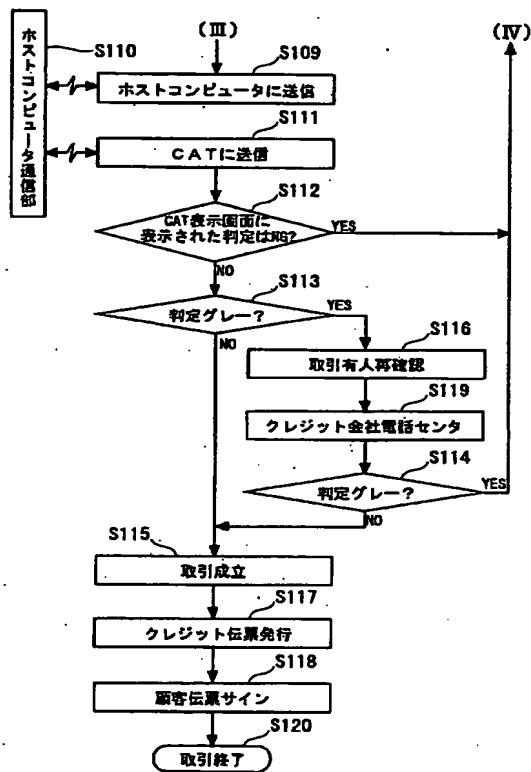 (III)
(IV)
S110
ホストコンピュータ通信部
S109
ホストコンピュータに送信
S111
CATに送信
S112
CAT表示画面に
表示された判定はNG?
YES
NO
S113
判定グレー?
YES
NO
S116
取引有人再確認
S119
クレジット会社電話センタ
S114
判定グレー?
YES
NO
S115
取引成立
S117
クレジット伝票発行
S118
顧客伝票サイン
S120
取引終了